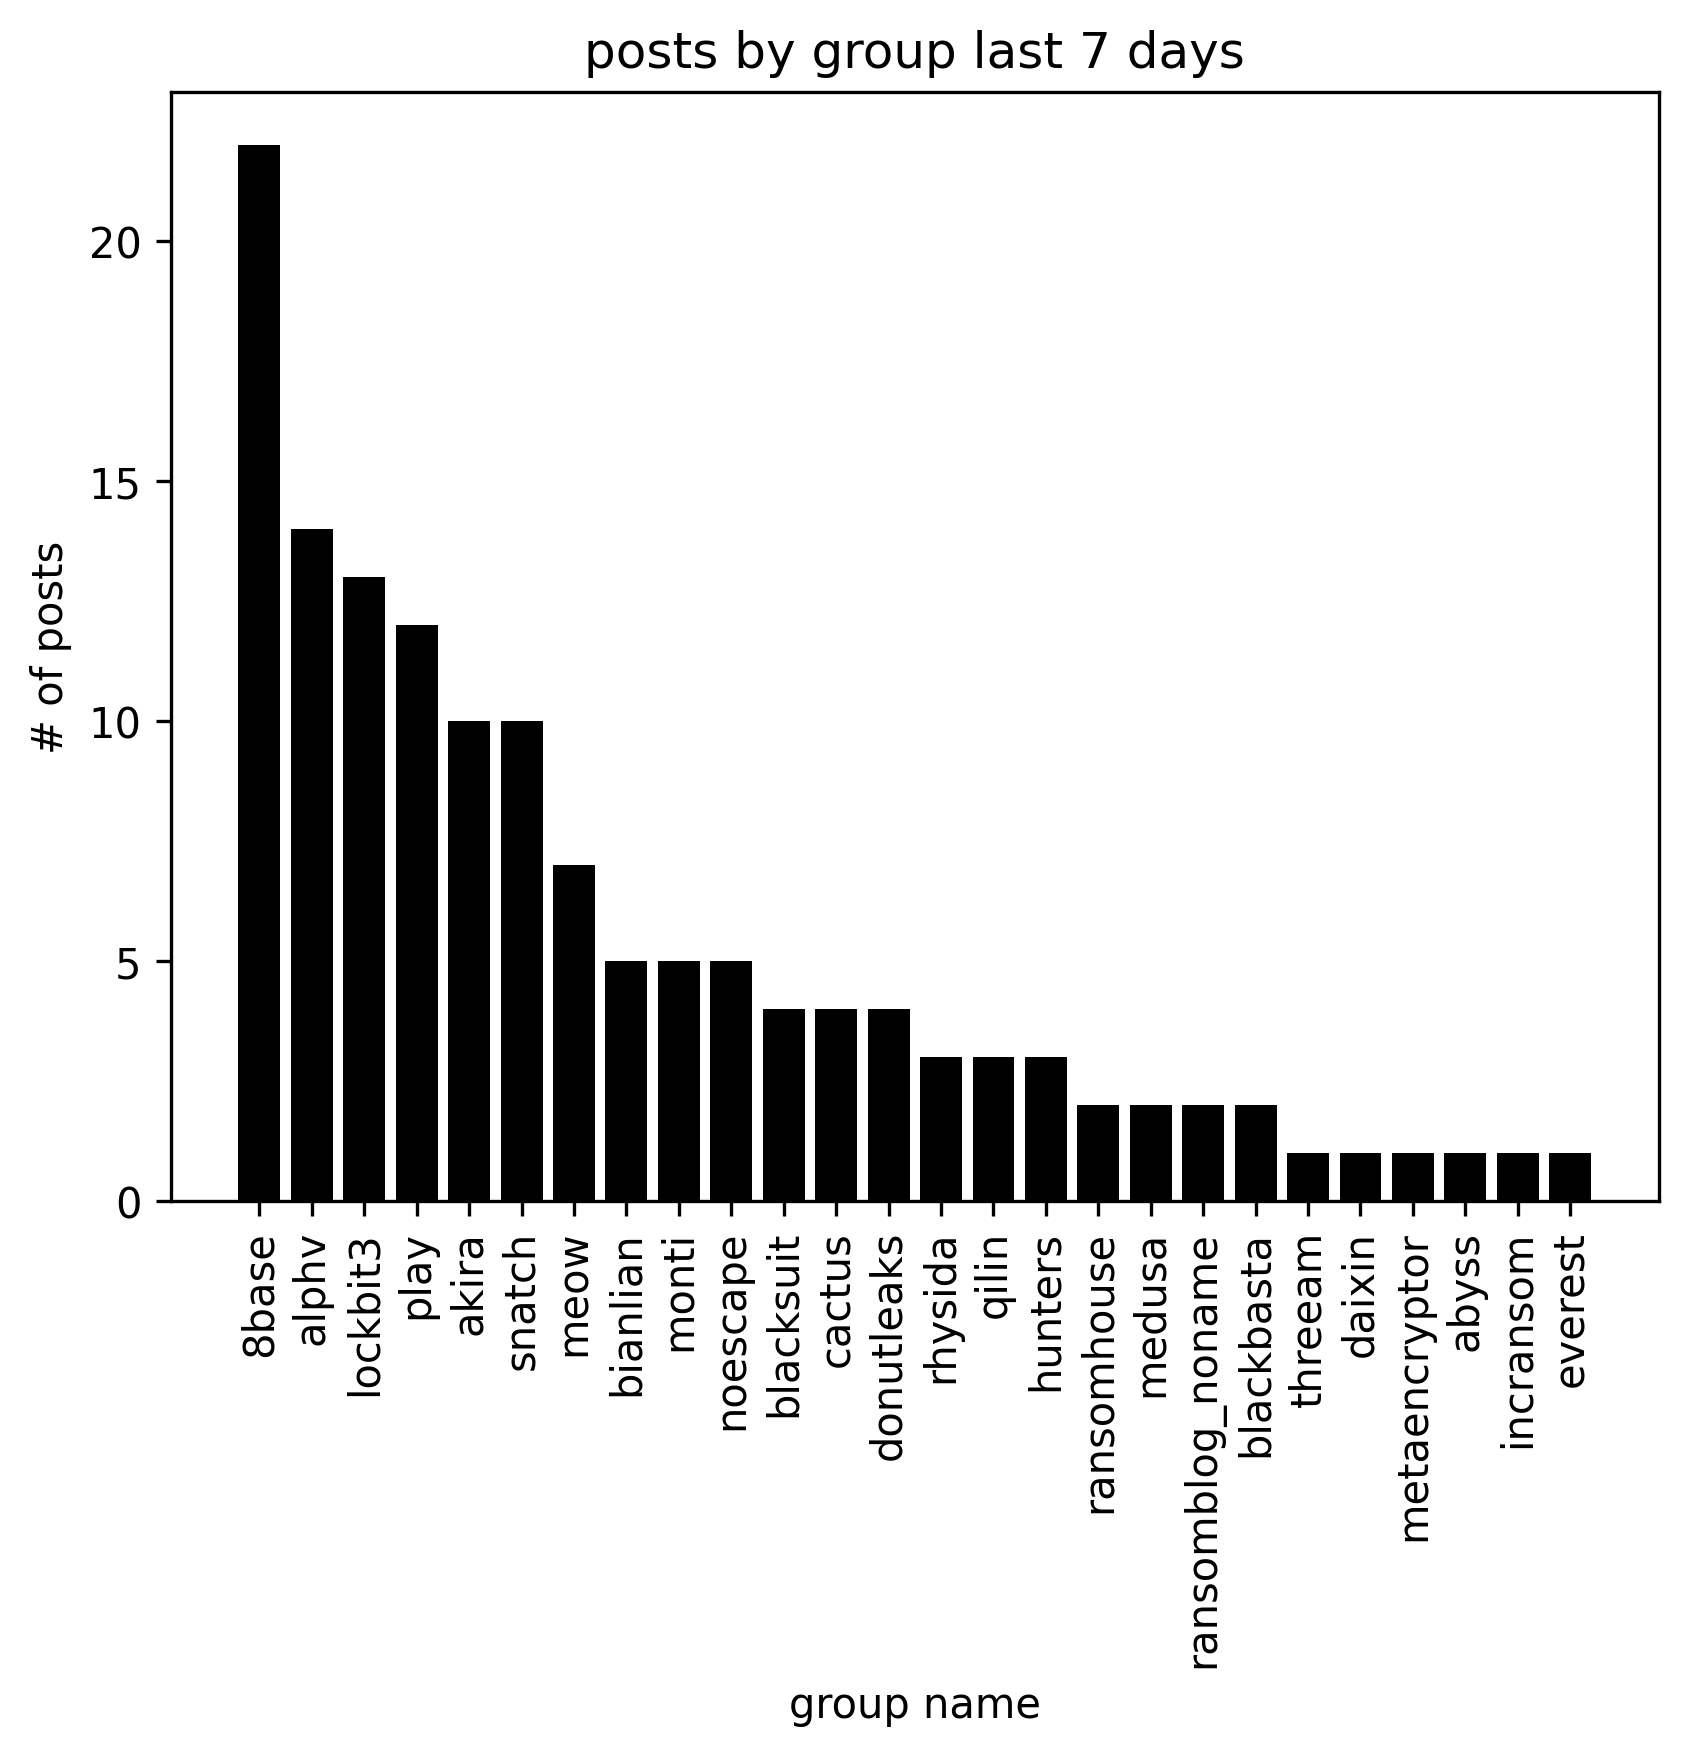 posts by group last 7 days
# of posts
20
15
10
5
0
8base
alphv
lockbit3
play
akira
snatch
meow
bianlian
monti
noescape
blacksuit
cactus
donutleaks
rhysida
qilin
hunters
ransomhouse
medusa
ransomblog_noname
blackbasta
threeam
daixin
metaencryptor
abyss
incransom
everest
group name